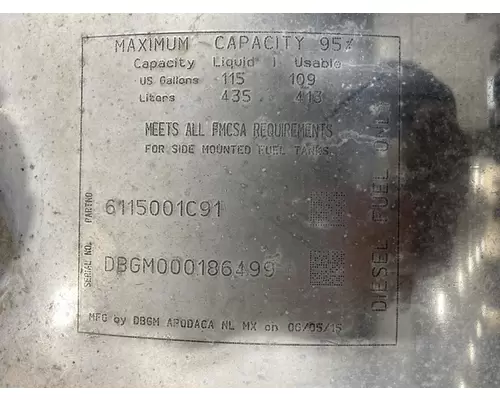 MAXIMUM CAPACITY 95%
Capacity Liquid | Usable
US Gallons 115 109
Liters 435 413
MEETS ALL FMCSA REQUIREMENTS
FOR SIDE MOUNTED FUEL TANKS.
PARTNO 6115001C91
SERIAL NO. DBGM000186499
DIESEL FUEL ONLY
MFG by DBGM APODACA NL MX on 06/05/15